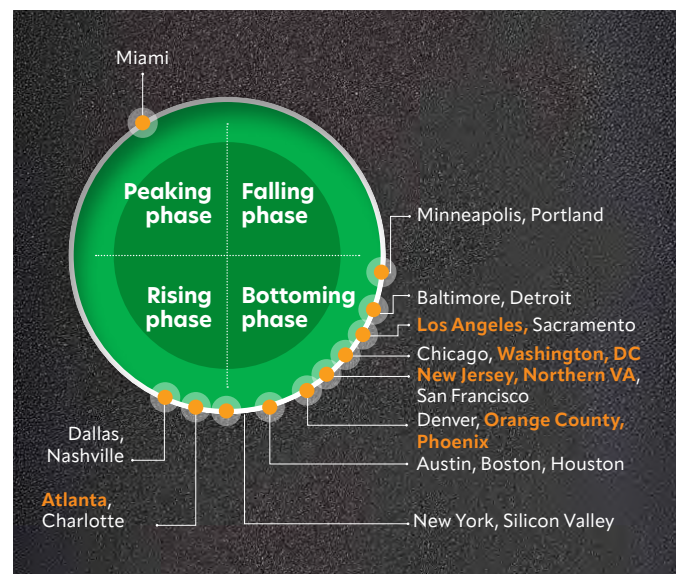 Miami
Peaking
phase
Falling
phase
Rising
phase
Bottoming
phase
Minneapolis, Portland
Baltimore, Detroit
Los Angeles, Sacramento
Chicago, Washington, DC
New Jersey, Northern VA,
San Francisco
Denver, Orange County,
Phoenix
Austin, Boston, Houston
New York, Silicon Valley
Dallas,
Nashville
Atlanta,
Charlotte